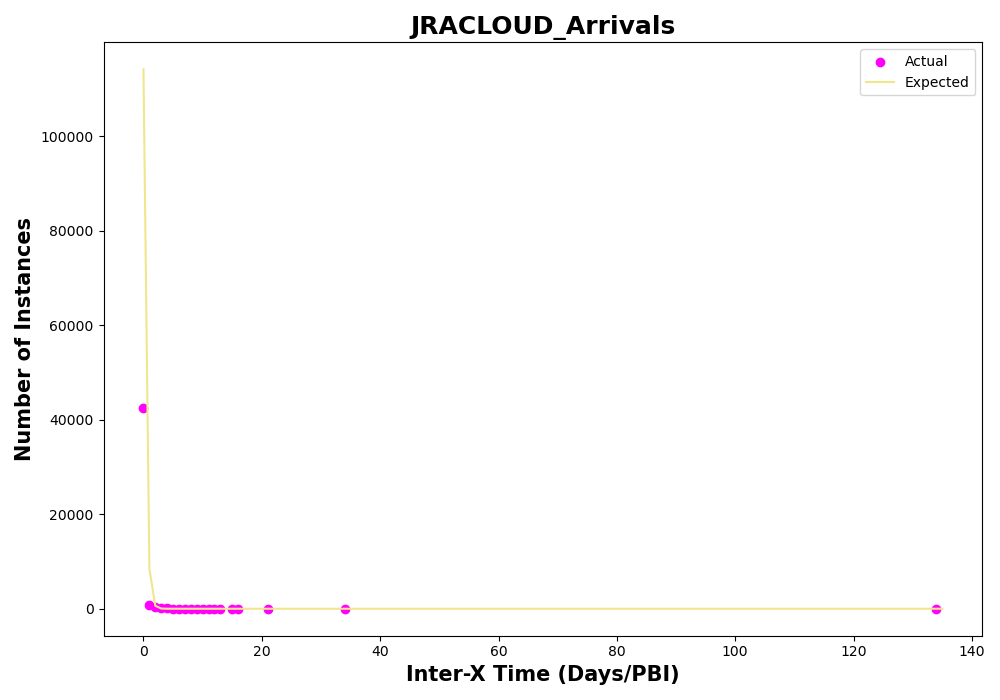 JRACLOUD_Arrivals
Actual
Expected
Number of Instances
100000
80000
60000
40000
20000
0
0 20 40 60 80 100 120 140
Inter-X Time (Days/PBI)